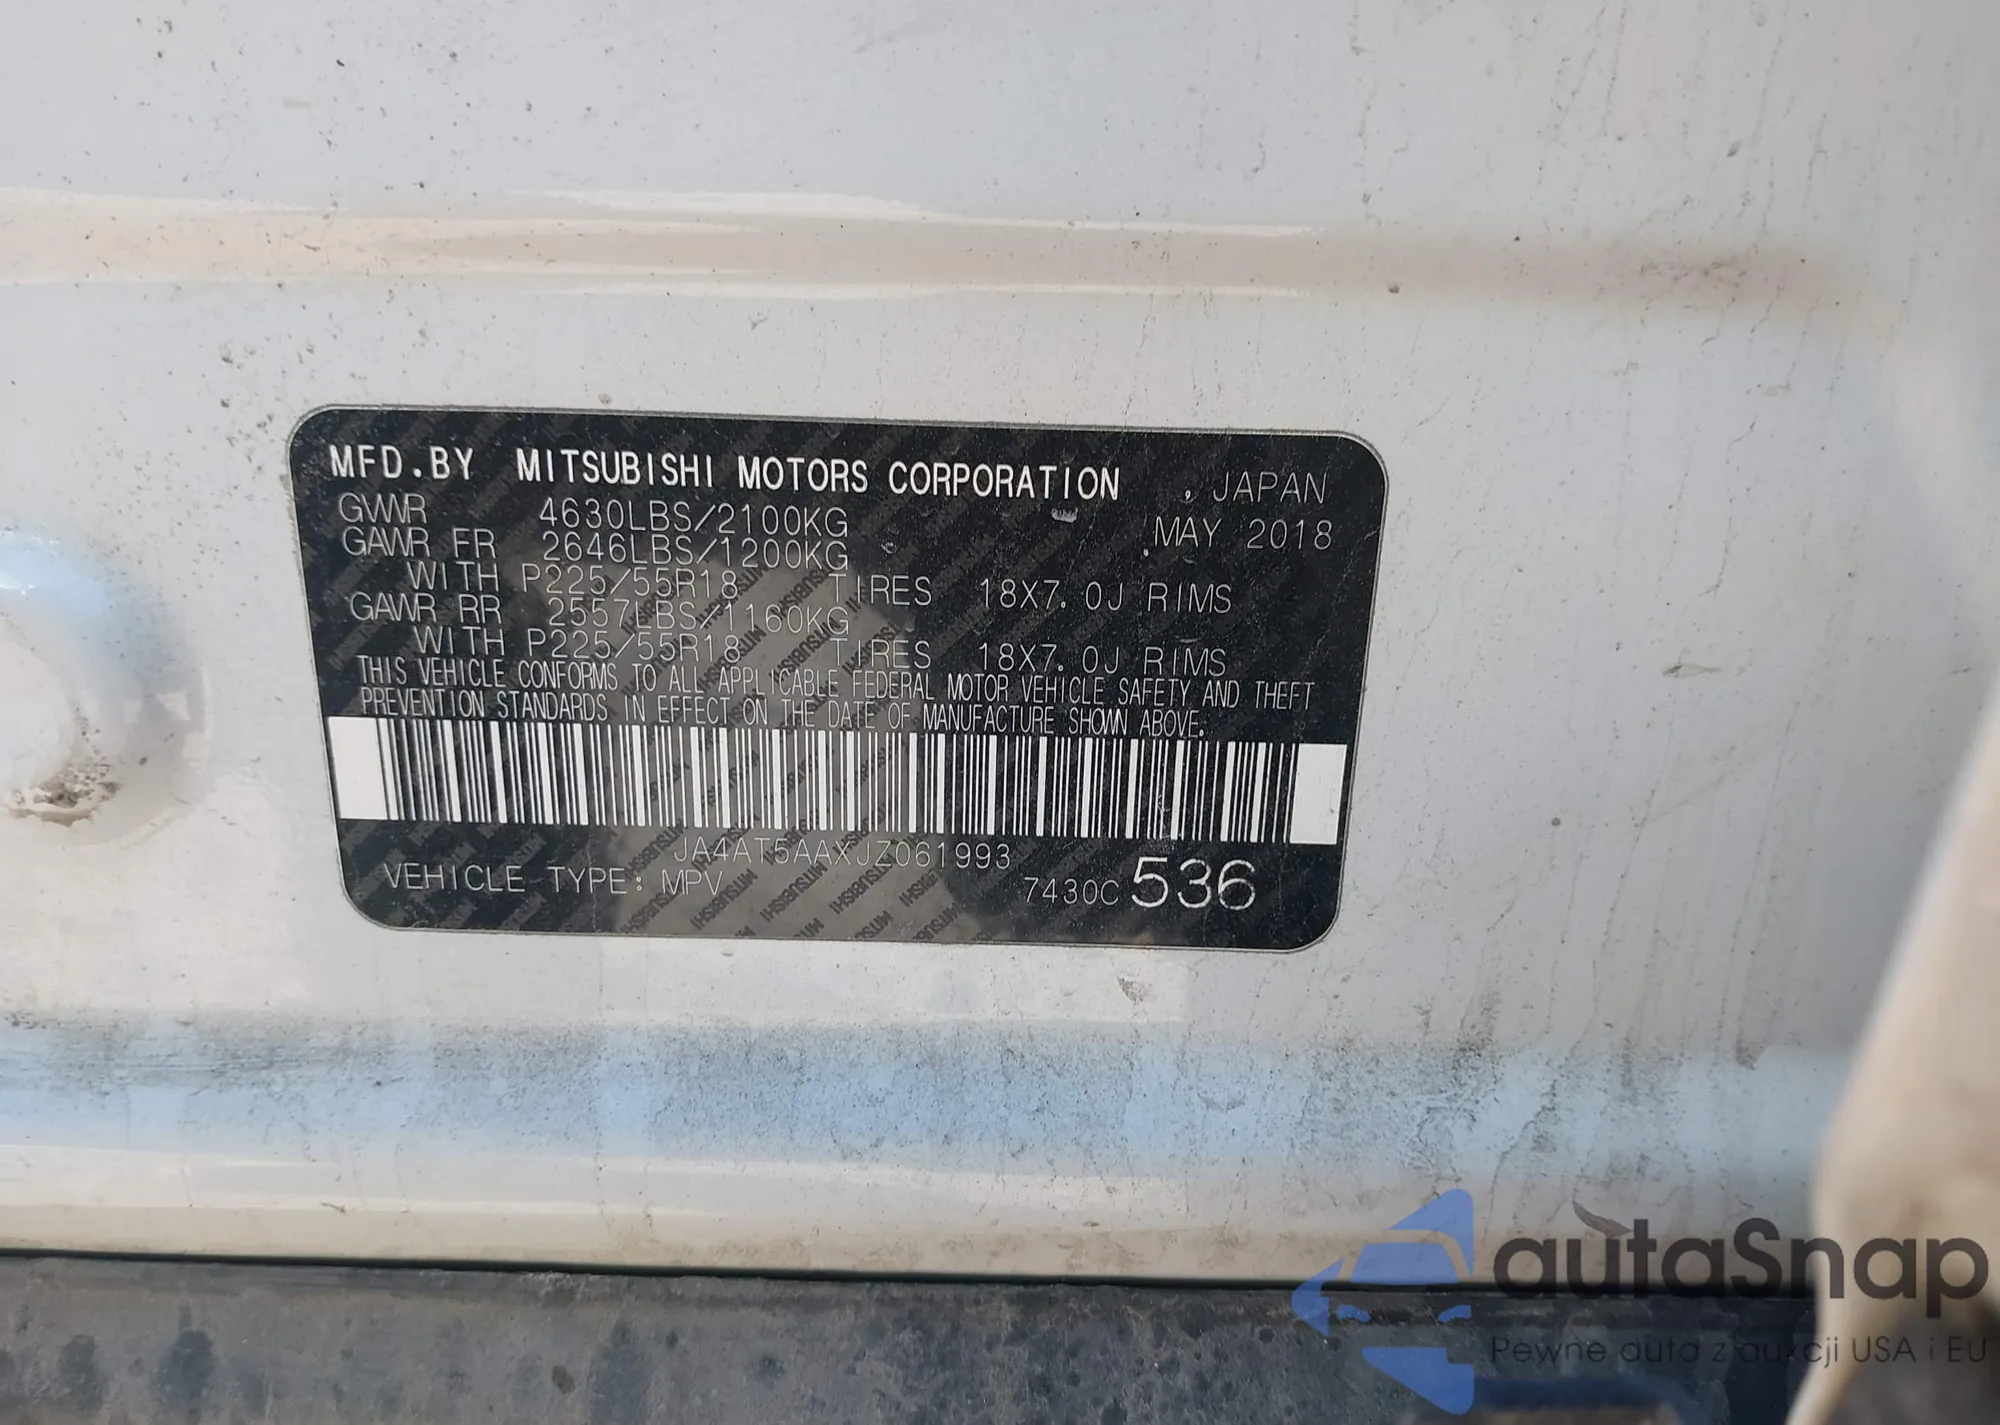 MFD.BY MITSUBISHI MOTORS CORPORATION , JAPAN
GVWR 4630LBS/2100KG MAY 2018
GAWR FR 2646LBS/1200KG
WITH P225/55R18 TIRES 18X7.0J RIMS
GAWR RR 2557LBS/1160KG
WITH P225/55R18 TIRES 18X7.0J RIMS
THIS VEHICLE CONFORMS TO ALL APPLICABLE FEDERAL MOTOR VEHICLE SAFETY AND THEFT
PREVENTION STANDARDS IN EFFECT ON THE DATE OF MANUFACTURE SHOWN ABOVE.
JA4AT5AAXJZ061993
VEHICLE TYPE: MPV 7430C 536
autaSnap
Pewne auta z aukcji USA i EU